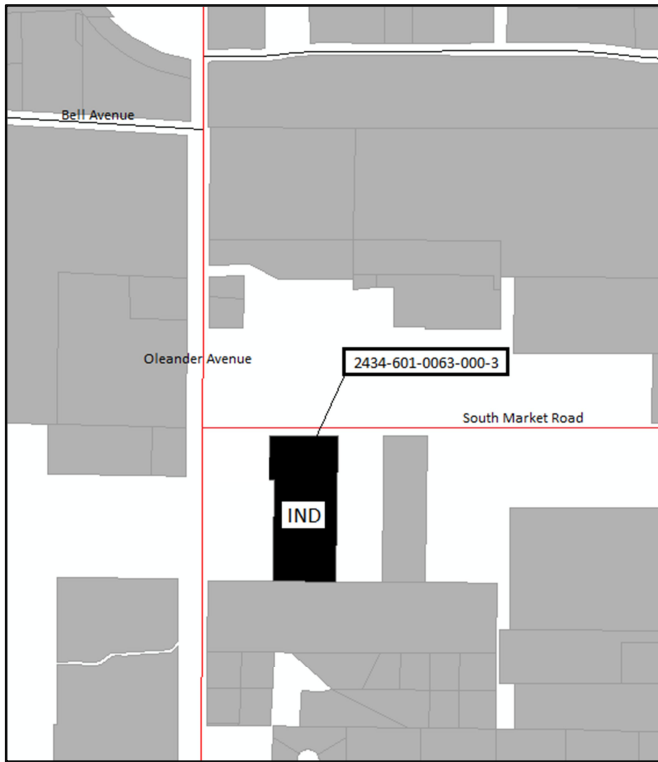 Bell Avenue
Oleander Avenue
2434-601-0063-000-3
South Market Road
IND